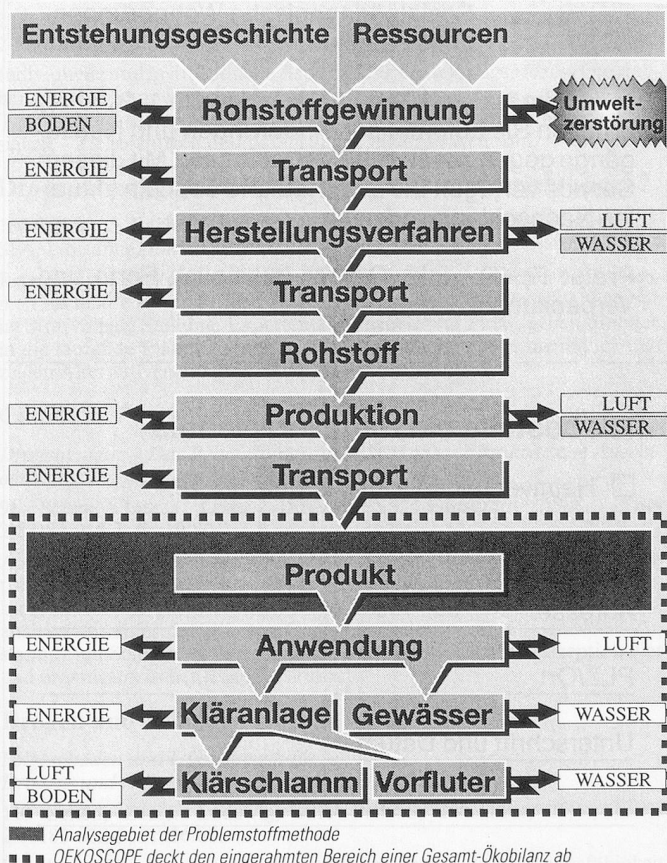 Entstehungsgeschichte Ressourcen
ENERGIE
BODEN
Rohstoffgewinnung
Umwelt-
zerstörung
ENERGIE
Transport
ENERGIE
Herstellungsverfahren
LUFT
WASSER
ENERGIE
Transport
Rohstoff
ENERGIE
Produktion
LUFT
WASSER
ENERGIE
Transport
Produkt
ENERGIE
Anwendung
LUFT
ENERGIE
Kläranlage
Gewässer
WASSER
LUFT
BODEN
Klärschlamm
Vorfluter
WASSER
Analysegebiet der Problemstoffmethode
OEKOSCOPE deckt den eingerahmten Bereich einer Gesamt-Ökobilanz ab